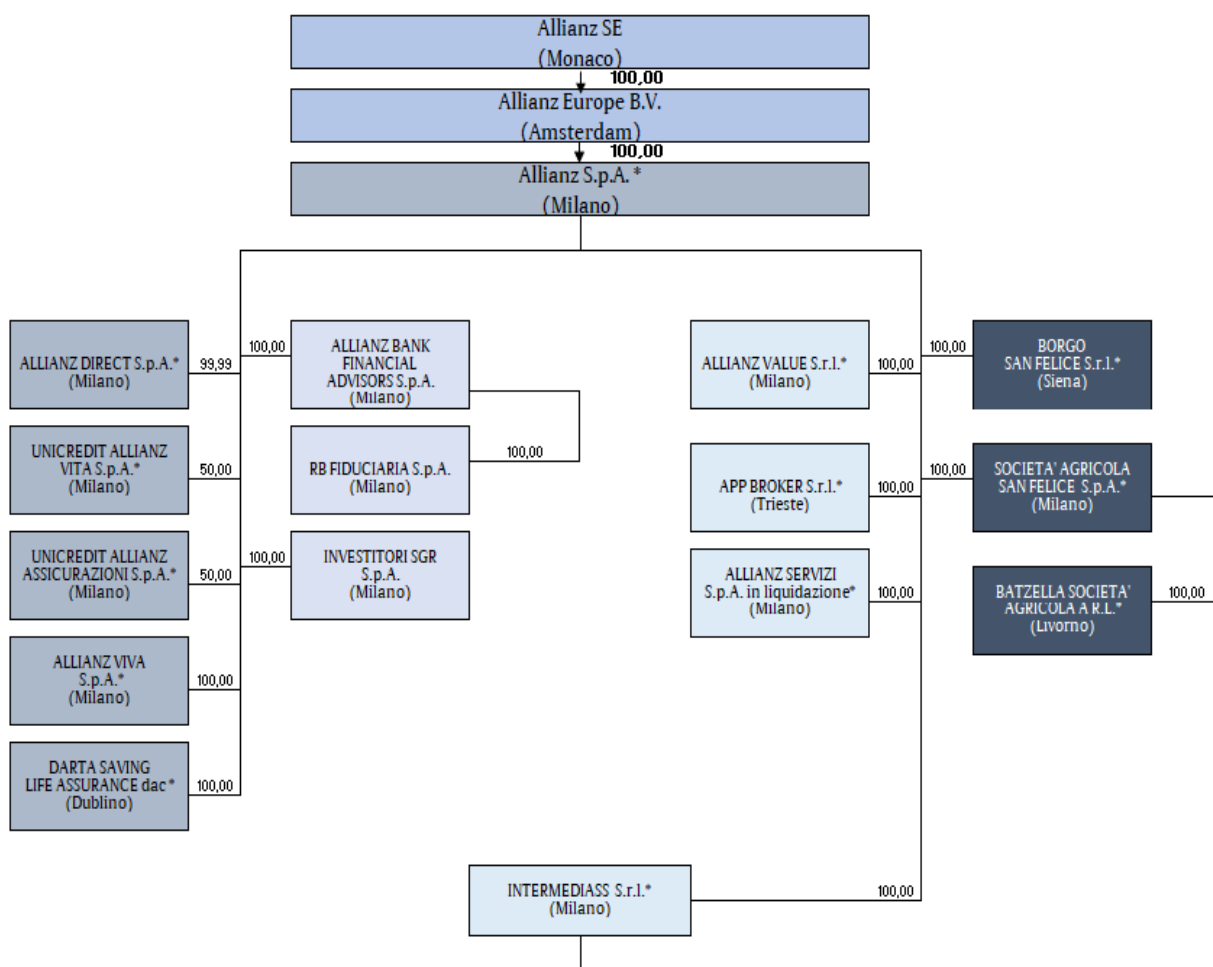 Allianz SE
(Monaco)
100,00
Allianz Europe B.V.
(Amsterdam)
100,00
Allianz S.p.A. *
(Milano)
ALLIANZ DIRECT S.p.A.*
(Milano)
99,99
100,00
ALLIANZ BANK
FINANCIAL
ADVISORS S.p.A.
(Milano)
ALLIANZ VALUE S.r.l.*
(Milano)
100,00
100,00
BORGO
SAN FELICE S.r.l.*
(Siena)
UNICREDIT ALLIANZ
VITA S.p.A.*
(Milano)
50,00
RB FIDUCIARIA S.p.A.
(Milano)
100,00
APP BROKER S.r.l.*
(Trieste)
100,00
100,00
SOCIETA' AGRICOLA
SAN FELICE S.p.A.*
(Milano)
UNICREDIT ALLIANZ
ASSICURAZIONI S.p.A.*
(Milano)
50,00
100,00
INVESTITORI SGR
S.p.A.
(Milano)
ALLIANZ SERVIZI
S.p.A. in liquidazione*
(Milano)
100,00
BATZELLA SOCIETA'
AGRICOLA A R.L.*
(Livorno)
100,00
ALLIANZ VIVA
S.p.A.*
(Milano)
100,00
DARTA SAVING
LIFE ASSURANCE dac*
(Dublino)
100,00
INTERMEDIASS S.r.l.*
(Milano)
100,00